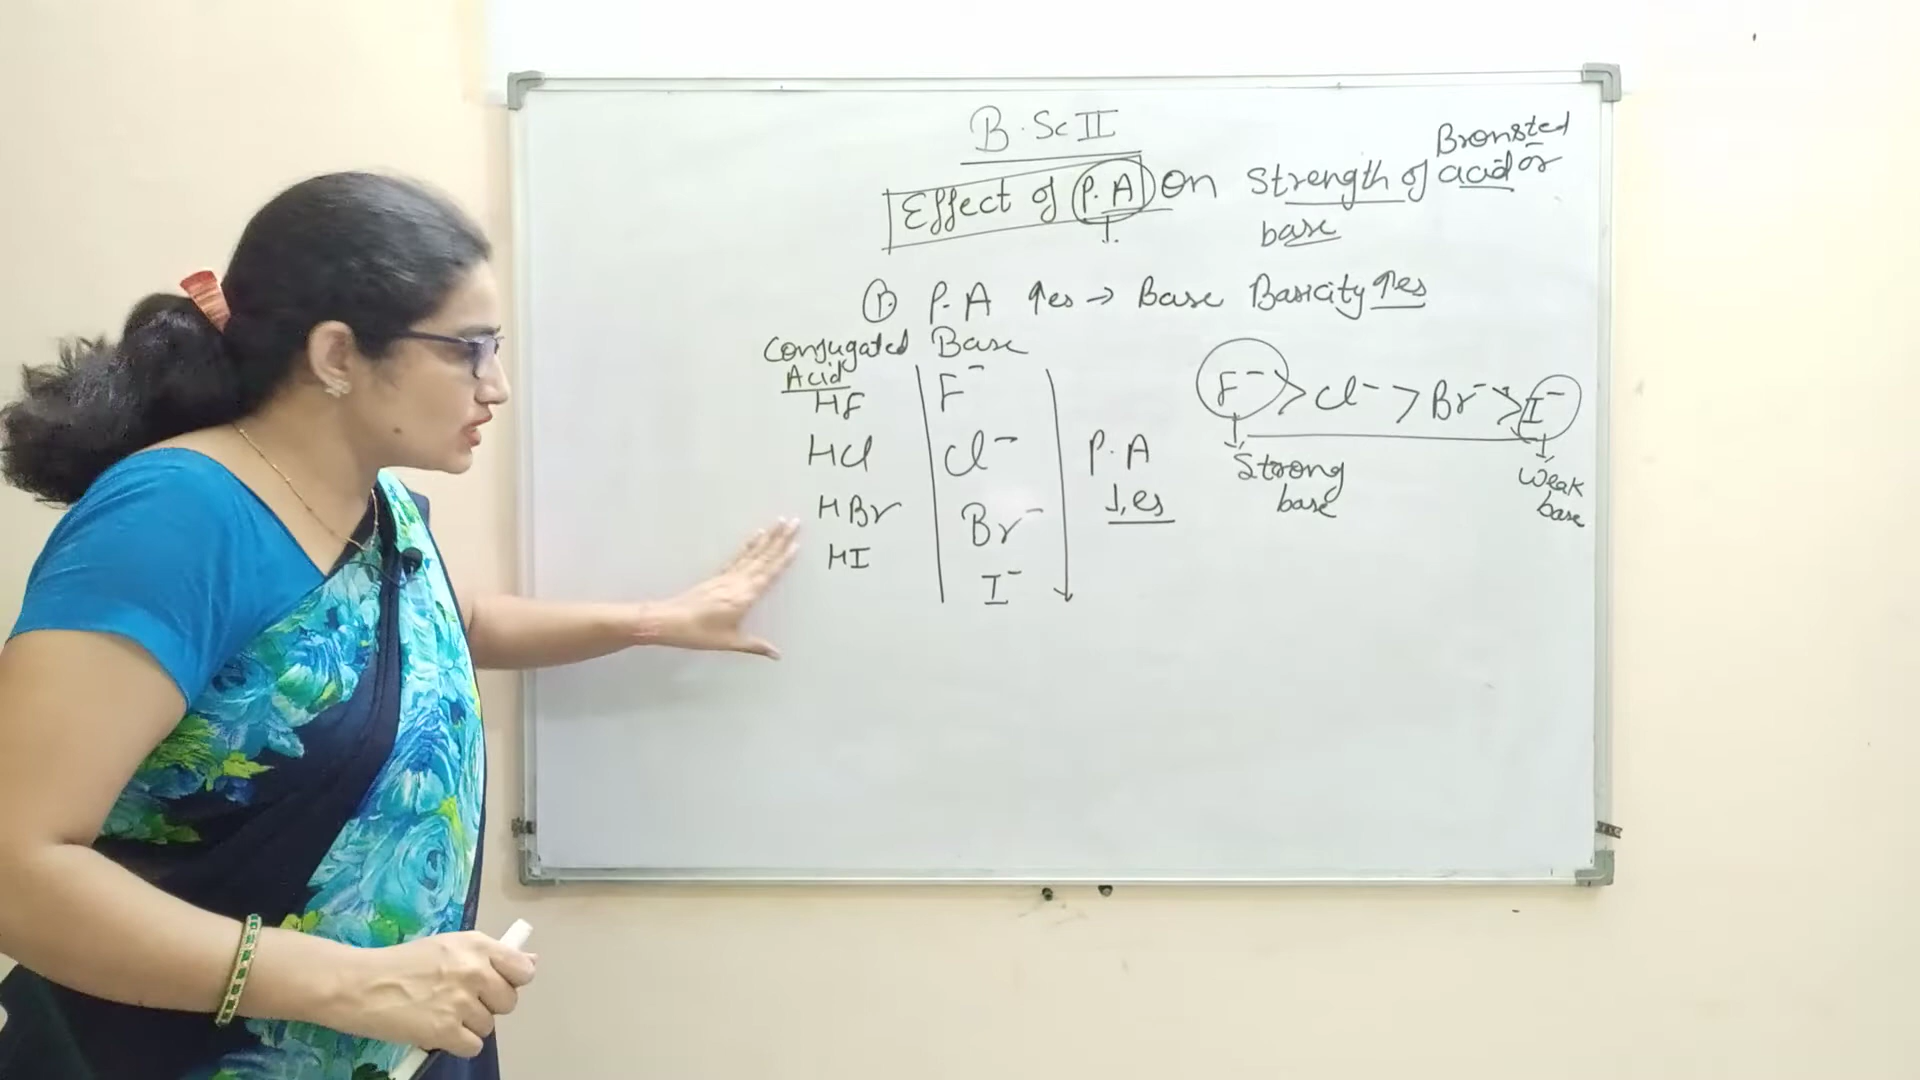 B.Sc II
Effect of P.A on Strength of Bronsted acid or
base
① P.A ↑es → Base Basicity ↑es
Conjugated Base
Acid
HF F⁻
HCl Cl⁻
HBr Br⁻
HI I⁻
P.A
↓es
F⁻ > Cl⁻ > Br⁻ > I⁻
Strong
base
Weak
base